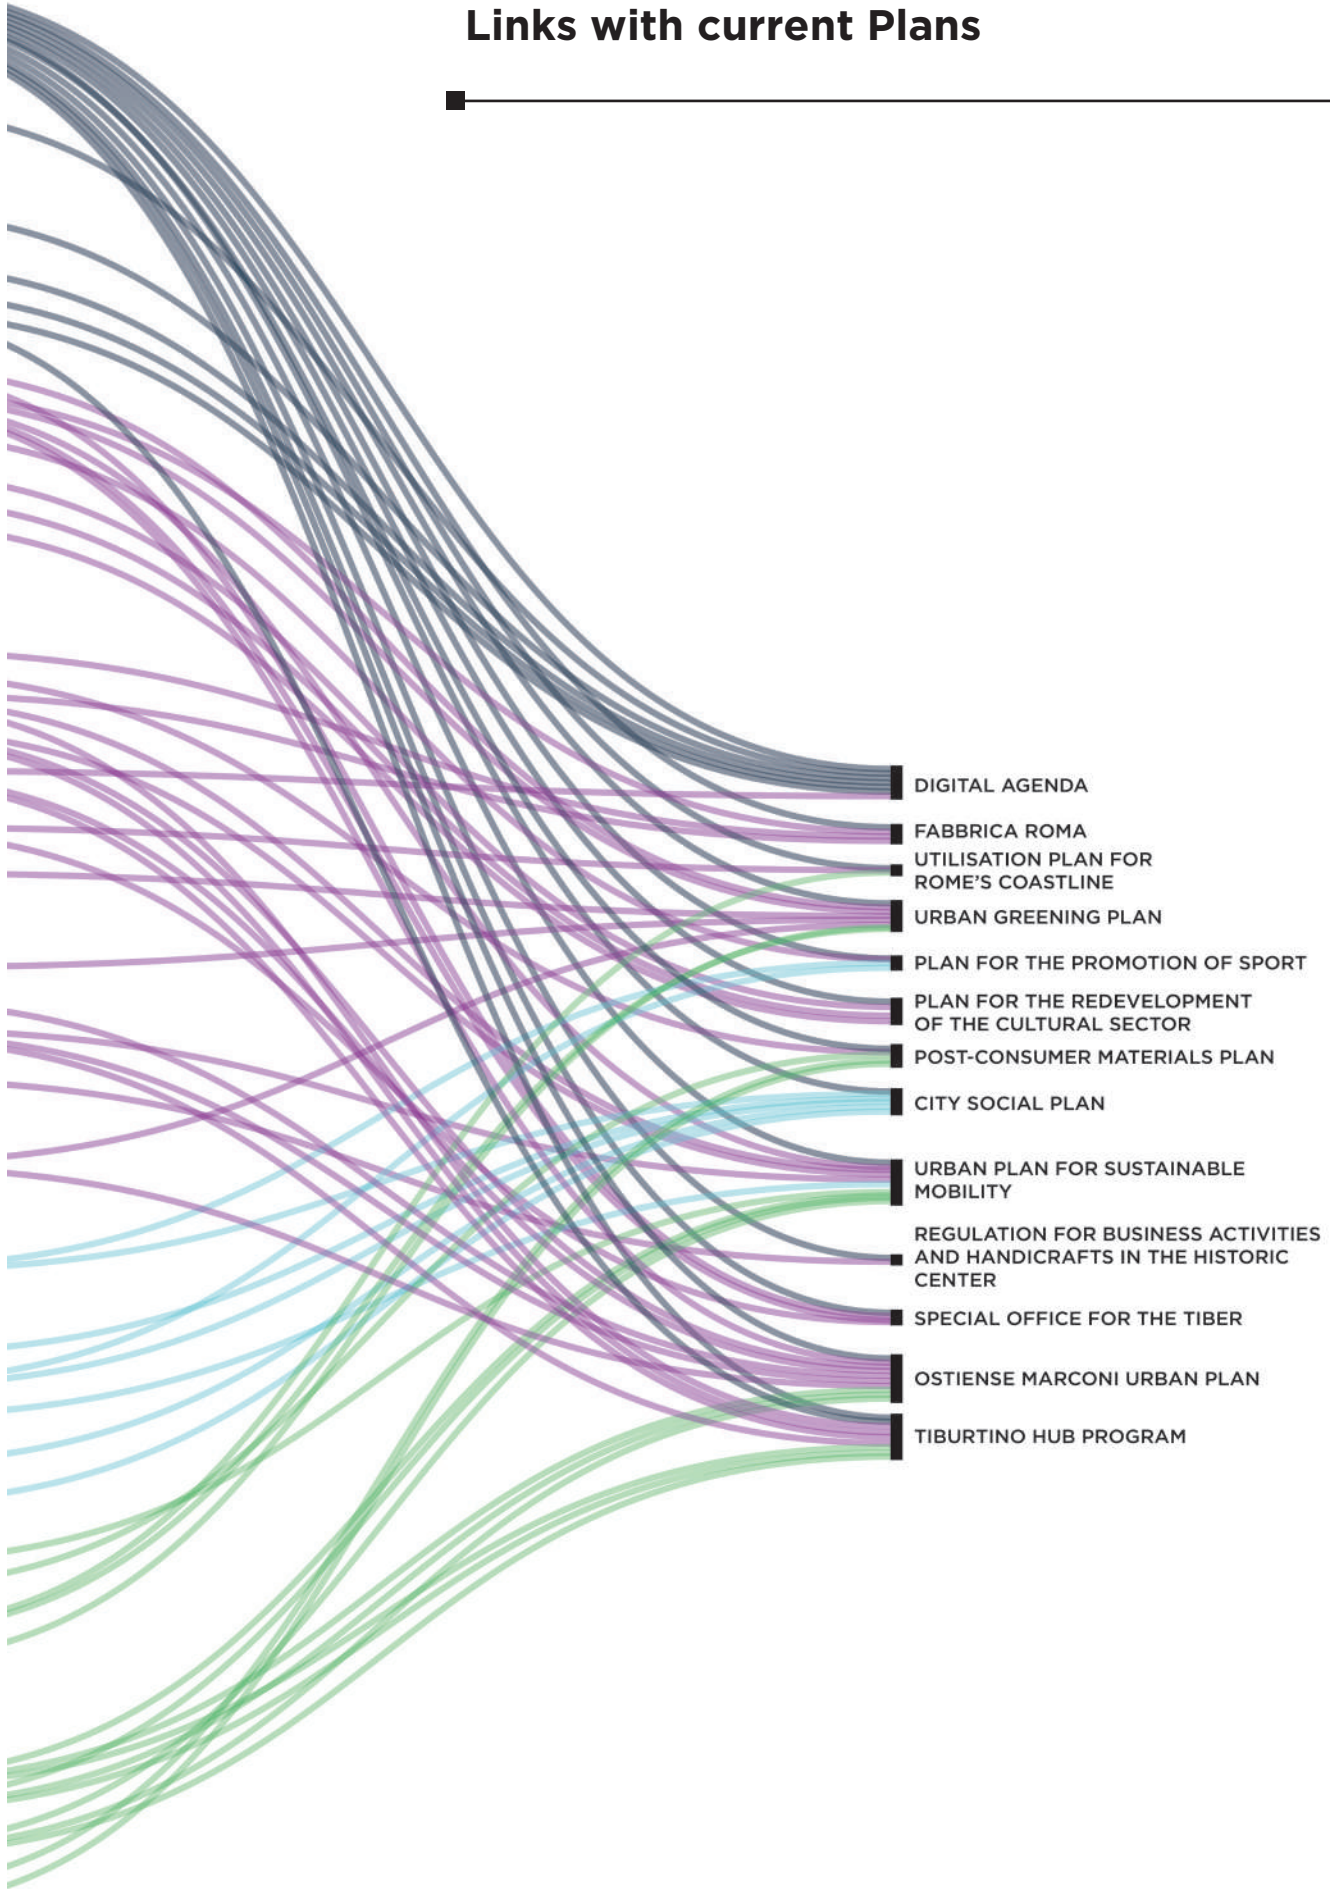 Links with current Plans
DIGITAL AGENDA
FABBRICA ROMA
UTILISATION PLAN FOR
ROME'S COASTLINE
URBAN GREENING PLAN
PLAN FOR THE PROMOTION OF SPORT
PLAN FOR THE REDEVELOPMENT
OF THE CULTURAL SECTOR
POST-CONSUMER MATERIALS PLAN
CITY SOCIAL PLAN
URBAN PLAN FOR SUSTAINABLE
MOBILITY
REGULATION FOR BUSINESS ACTIVITIES
AND HANDICRAFTS IN THE HISTORIC
CENTER
SPECIAL OFFICE FOR THE TIBER
OSTIENSE MARCONI URBAN PLAN
TIBURTINO HUB PROGRAM